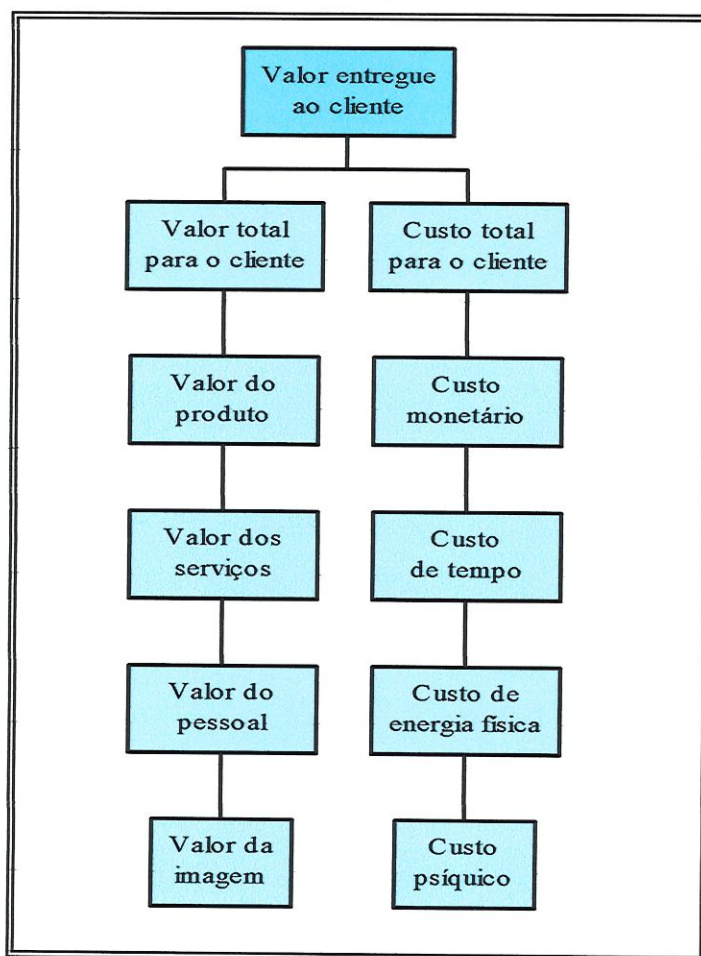 Valor entregue
ao cliente
Valor total
para o cliente
Custo total
para o cliente
Valor do
produto
Custo
monetário
Valor dos
serviços
Custo
de tempo
Valor do
pessoal
Custo de
energia física
Valor da
imagem
Custo
psíquico